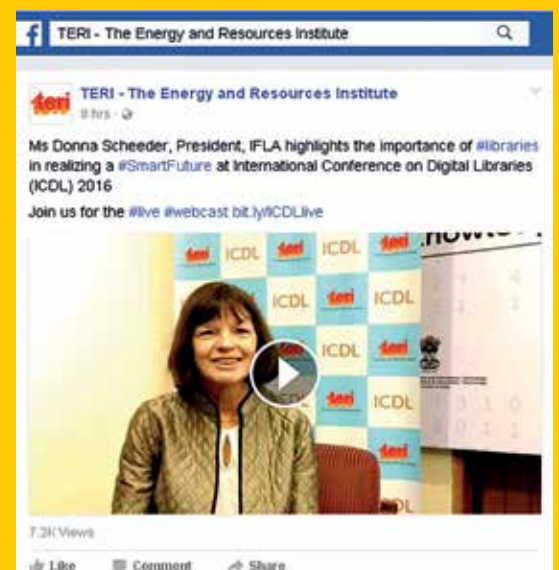 f TERI - The Energy and Resources Institute
teri TERI - The Energy and Resources Institute
8 hrs ·
Ms Donna Scheeder, President, IFLA highlights the importance of #libraries
in realizing a #SmartFuture at International Conference on Digital Libraries
(ICDL) 2016
Join us for the #live #webcast bit.ly/ICDLlive
teri ICDL teri ICDL teri
ICDL teri ICDL
ICDL
teri ICDL
teri
7.2K Views
Like Comment Share